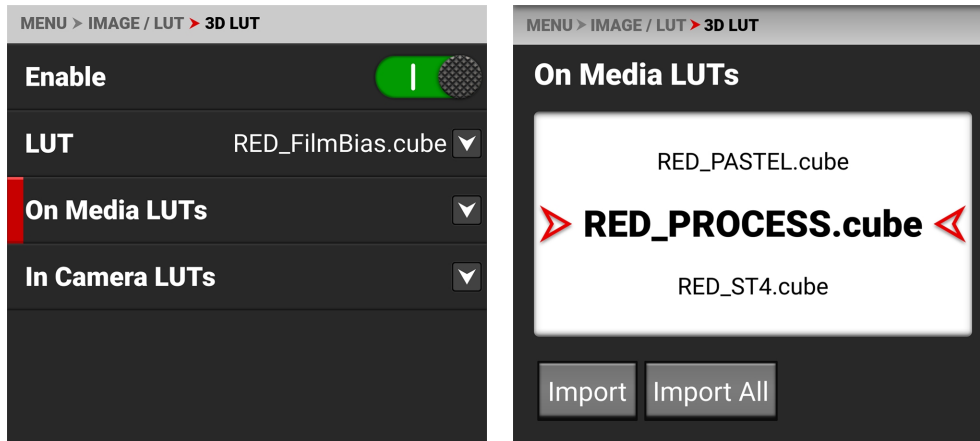 MENU > IMAGE / LUT > 3D LUT
Enable
LUT RED_FilmBias.cube
On Media LUTs
In Camera LUTs
MENU > IMAGE / LUT > 3D LUT
On Media LUTs
RED_PASTEL.cube
RED_PROCESS.cube
RED_ST4.cube
Import Import All